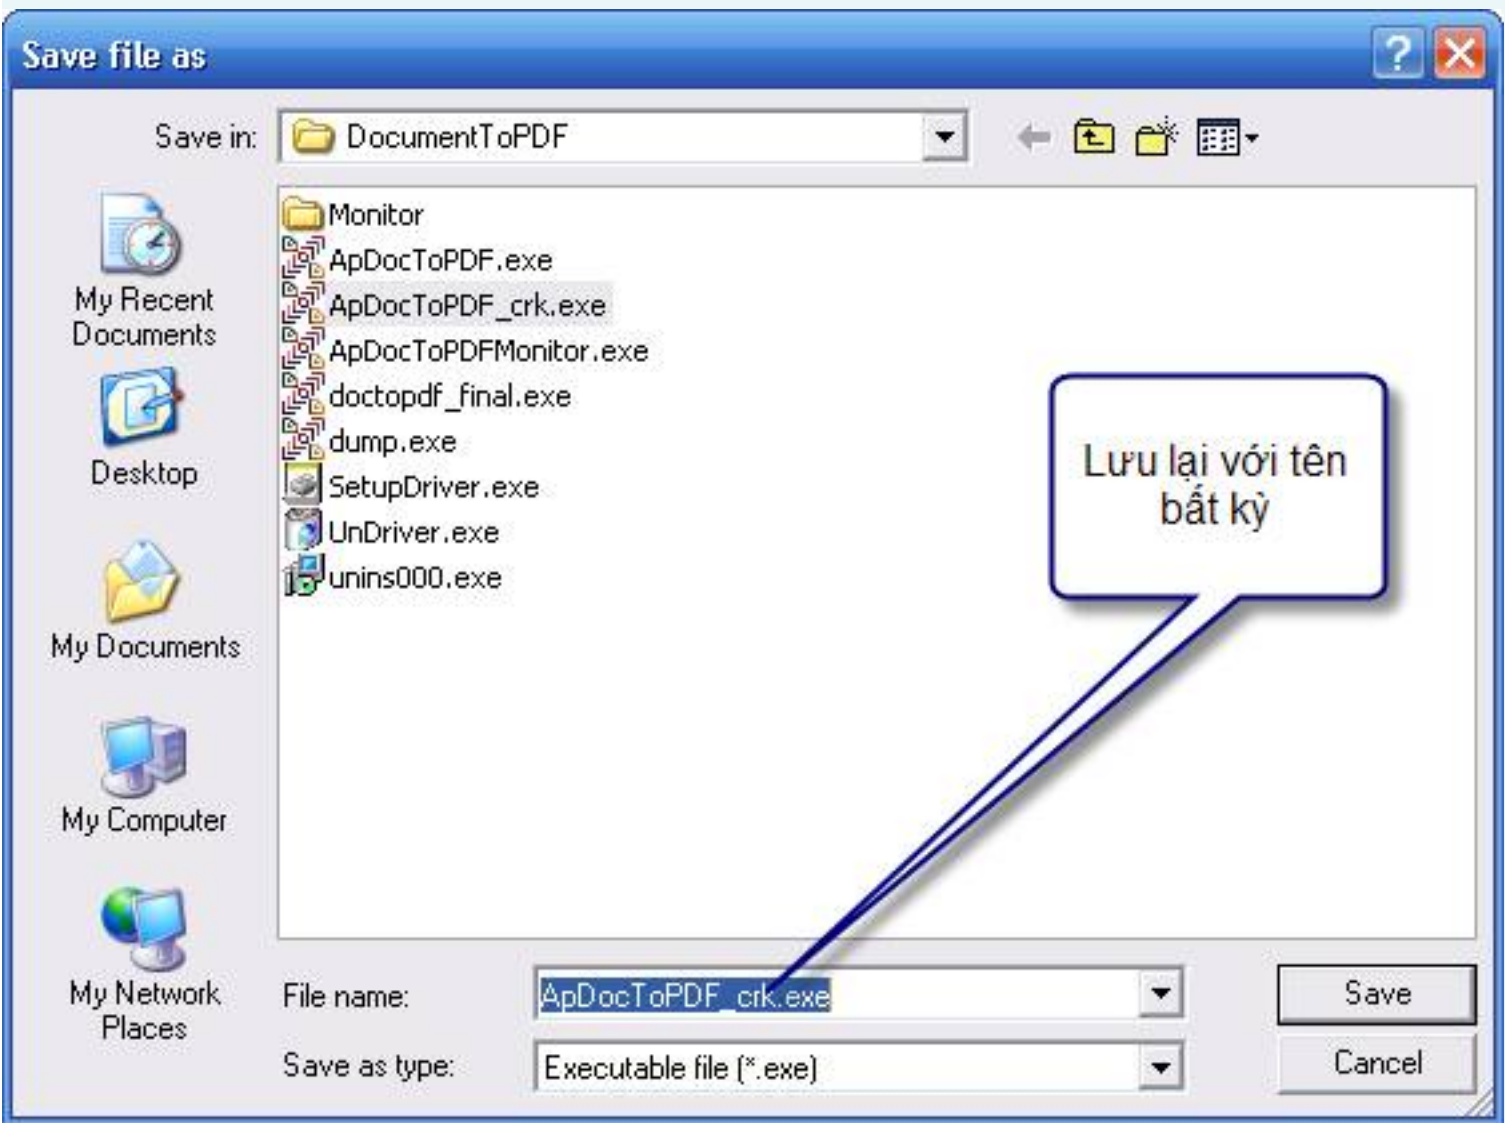 Save file as
Save in:
DocumentToPDF
My Recent
Documents
Desktop
My Documents
My Computer
My Network
Places
Monitor
ApDocToPDF.exe
ApDocToPDF_crk.exe
ApDocToPDFMonitor.exe
doctopdf_final.exe
dump.exe
SetupDriver.exe
UnDriver.exe
unins000.exe
Lưu lại với tên
bất kỳ
File name:
ApDocToPDF_crk.exe
Save
Save as type:
Executable file (*.exe)
Cancel